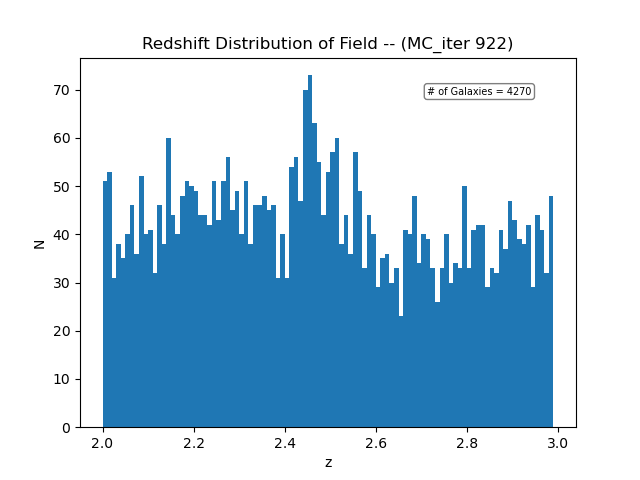 Redshift Distribution of Field -- (MC_iter 922)
# of Galaxies = 4270
70
60
50
40
30
20
10
0
N
2.0 2.2 2.4 2.6 2.8 3.0
z